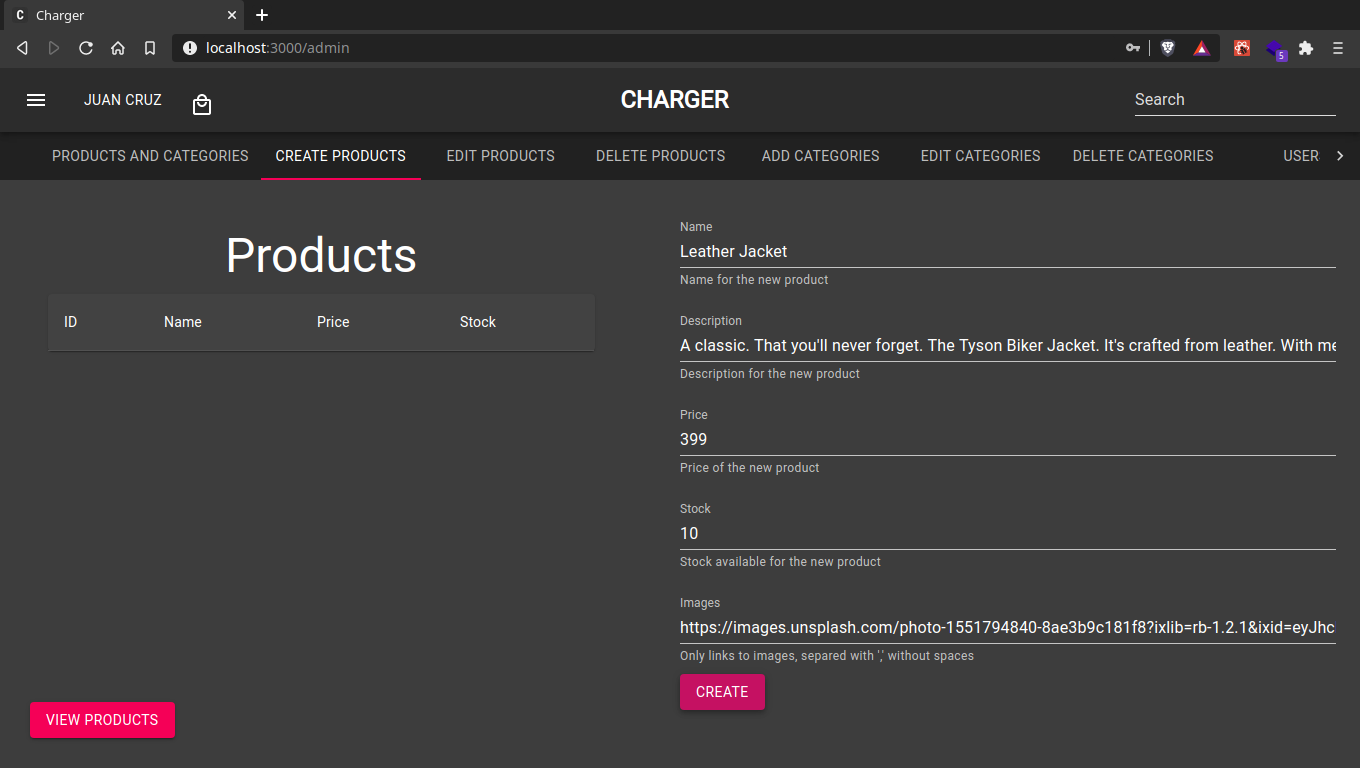 C Charger
localhost:3000/admin
5
JUAN CRUZ
CHARGER
Search
PRODUCTS AND CATEGORIES
CREATE PRODUCTS
EDIT PRODUCTS
DELETE PRODUCTS
ADD CATEGORIES
EDIT CATEGORIES
DELETE CATEGORIES
USER
Products
ID Name Price Stock
VIEW PRODUCTS
Name
Leather Jacket
Name for the new product
Description
A classic. That you'll never forget. The Tyson Biker Jacket. It's crafted from leather. With me
Description for the new product
Price
399
Price of the new product
Stock
10
Stock available for the new product
Images
https://images.unsplash.com/photo-1551794840-8ae3b9c181f8?ixlib=rb-1.2.1&ixid=eyJhc
Only links to images, separed with ',' without spaces
CREATE